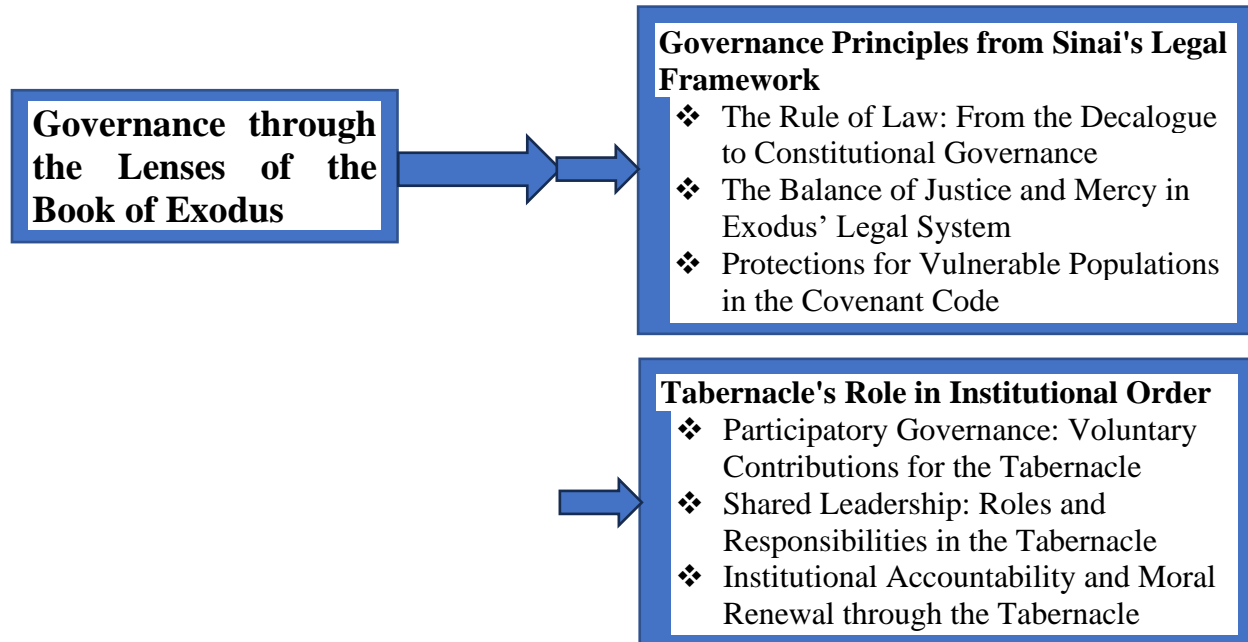 Governance through
the Lenses of the
Book of Exodus
Governance Principles from Sinai's Legal
Framework
❖ The Rule of Law: From the Decalogue
to Constitutional Governance
❖ The Balance of Justice and Mercy in
Exodus’ Legal System
❖ Protections for Vulnerable Populations
in the Covenant Code
Tabernacle's Role in Institutional Order
❖ Participatory Governance: Voluntary
Contributions for the Tabernacle
❖ Shared Leadership: Roles and
Responsibilities in the Tabernacle
❖ Institutional Accountability and Moral
Renewal through the Tabernacle